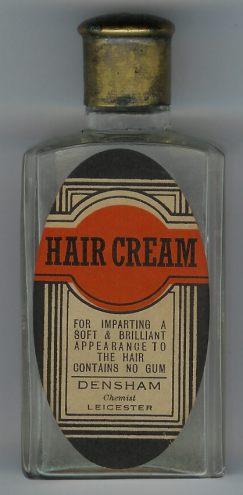 HAIR CREAM
FOR IMPARTING A
SOFT & BRILLIANT
APPEARANCE TO
THE HAIR
CONTAINS NO GUM
DENSHAM
Chemist
LEICESTER